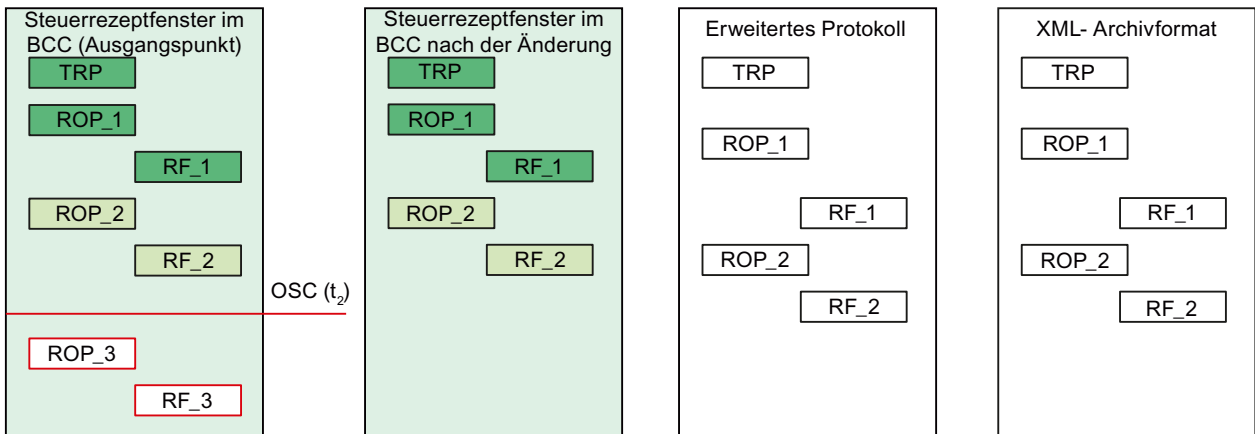 Steuerrezeptfenster im
BCC (Ausgangspunkt)
TRP
ROP_1
RF_1
ROP_2
RF_2
OSC (t2)
ROP_3
RF_3
Steuerrezeptfenster im
BCC nach der Änderung
TRP
ROP_1
RF_1
ROP_2
RF_2
Erweitertes Protokoll
TRP
ROP_1
RF_1
ROP_2
RF_2
XML- Archivformat
TRP
ROP_1
RF_1
ROP_2
RF_2